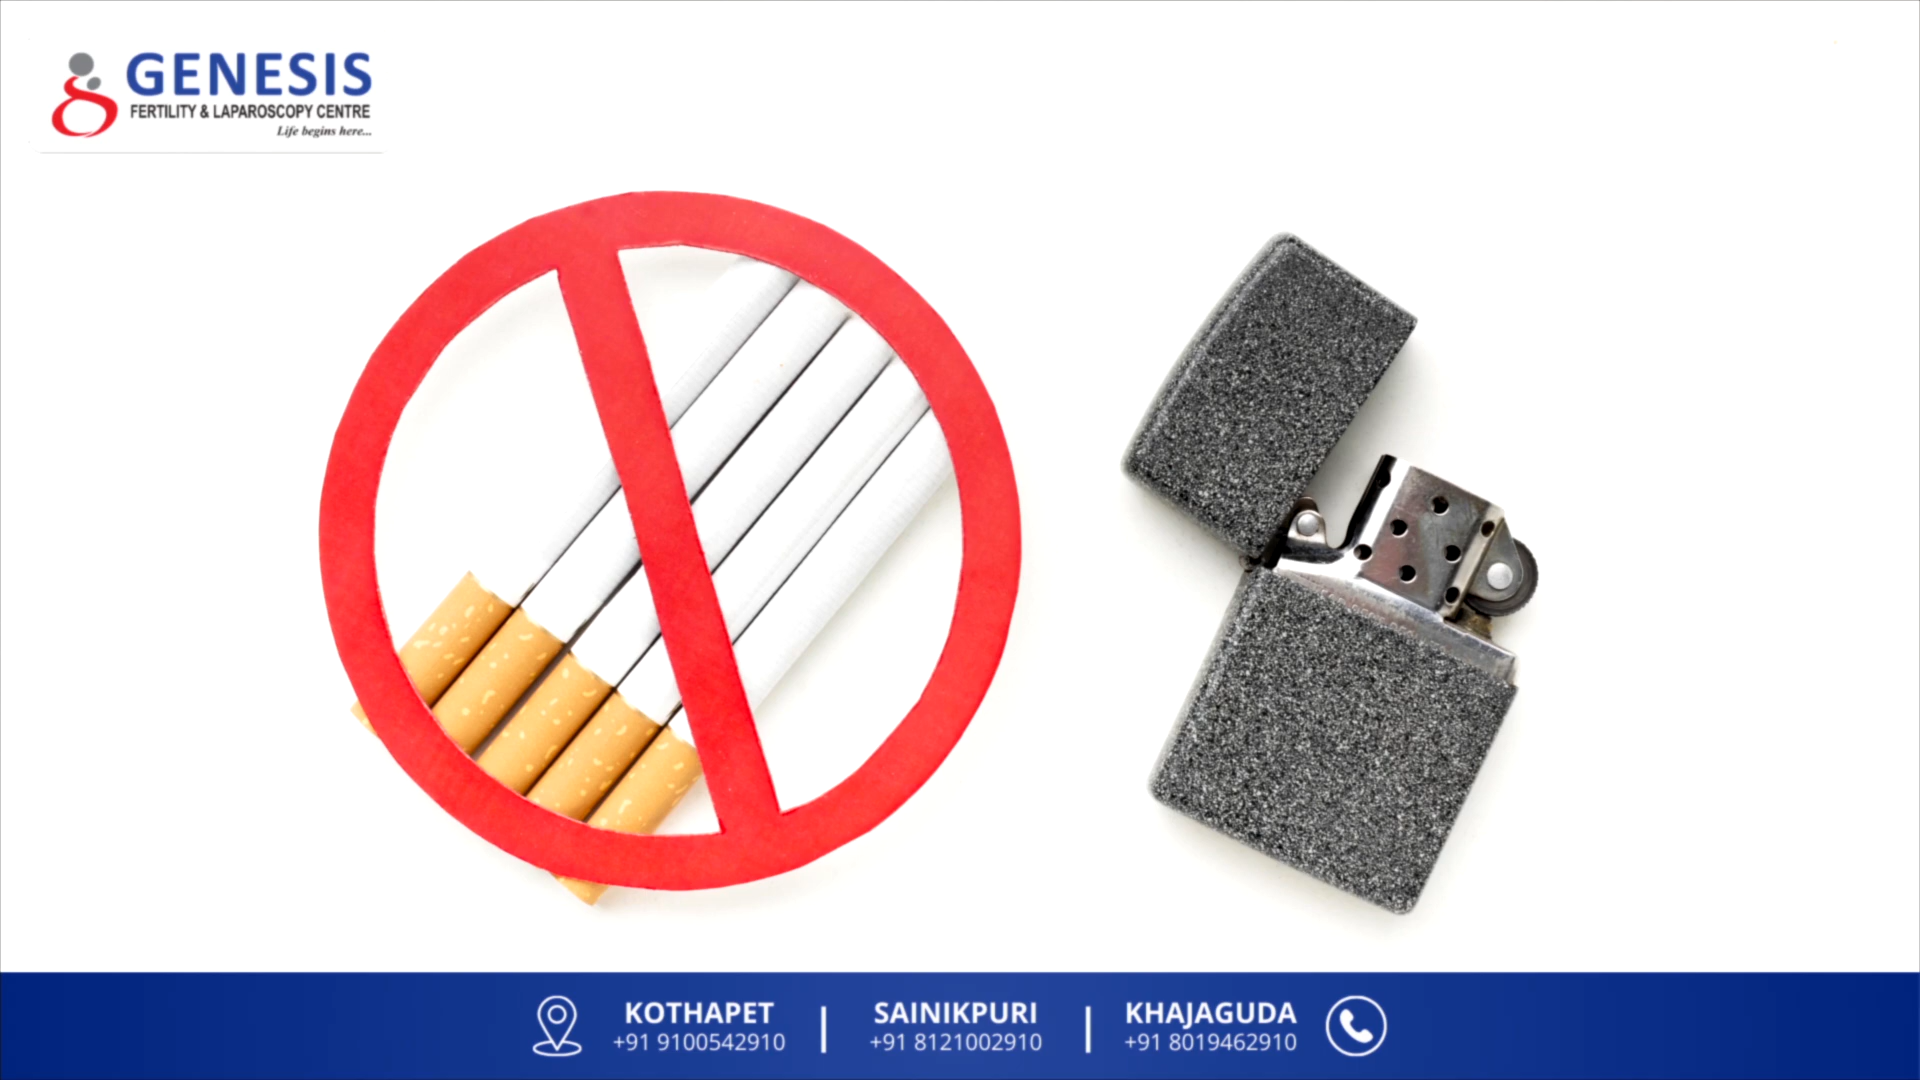 GENESIS
FERTILITY & LAPAROSCOPY CENTRE
Life begins here...
KOTHAPET
+91 9100542910
SAINIKPURI
+91 8121002910
KHAJAGUDA
+91 8019462910